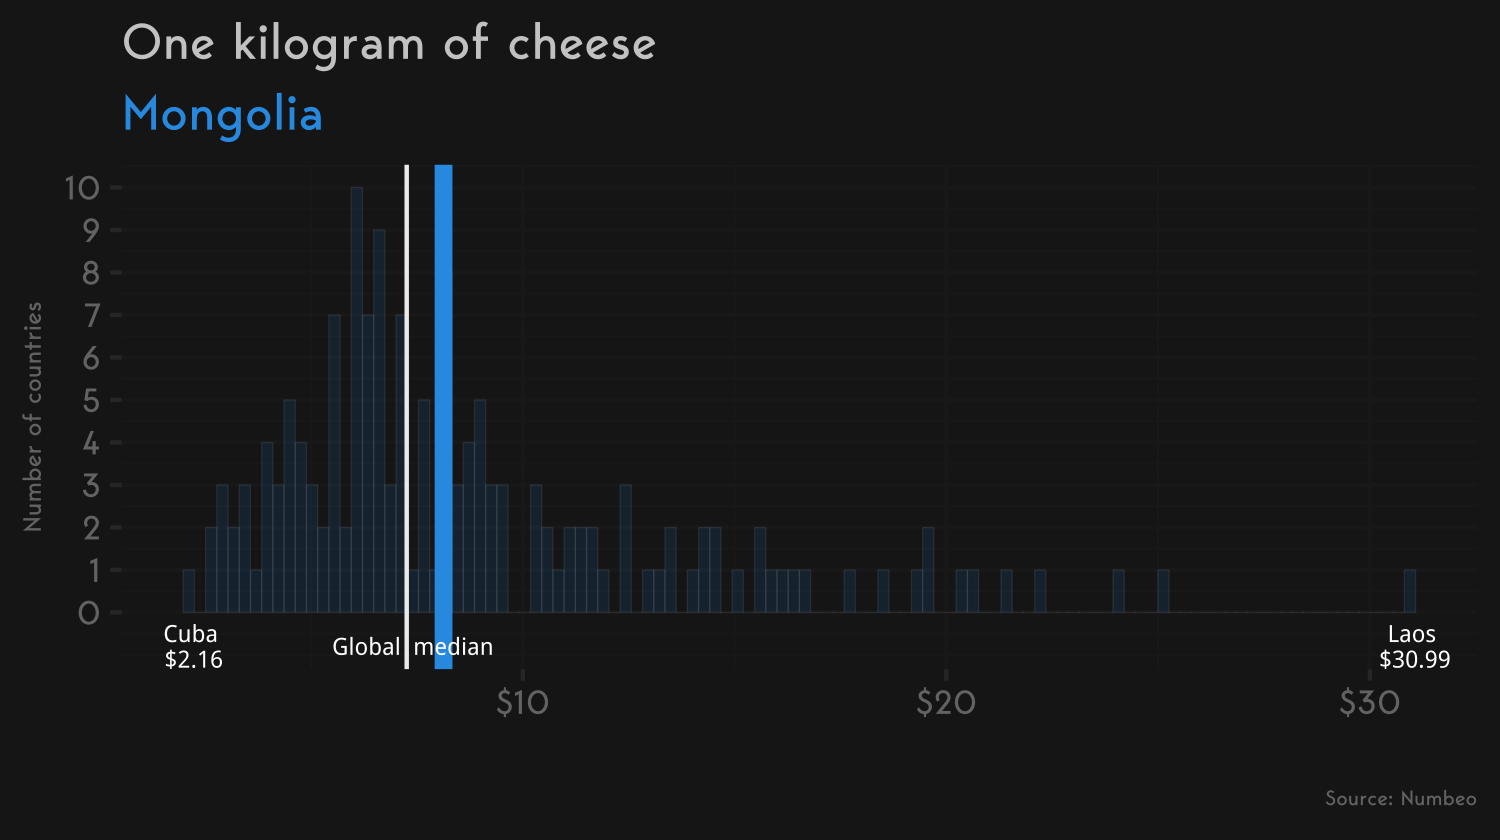 One kilogram of cheese
Mongolia
Number of countries
10
9
8
7
6
5
4
3
2
1
0
Cuba
$2.16
Global median
Laos
$30.99
$10
$20
$30
Source: Numbeo